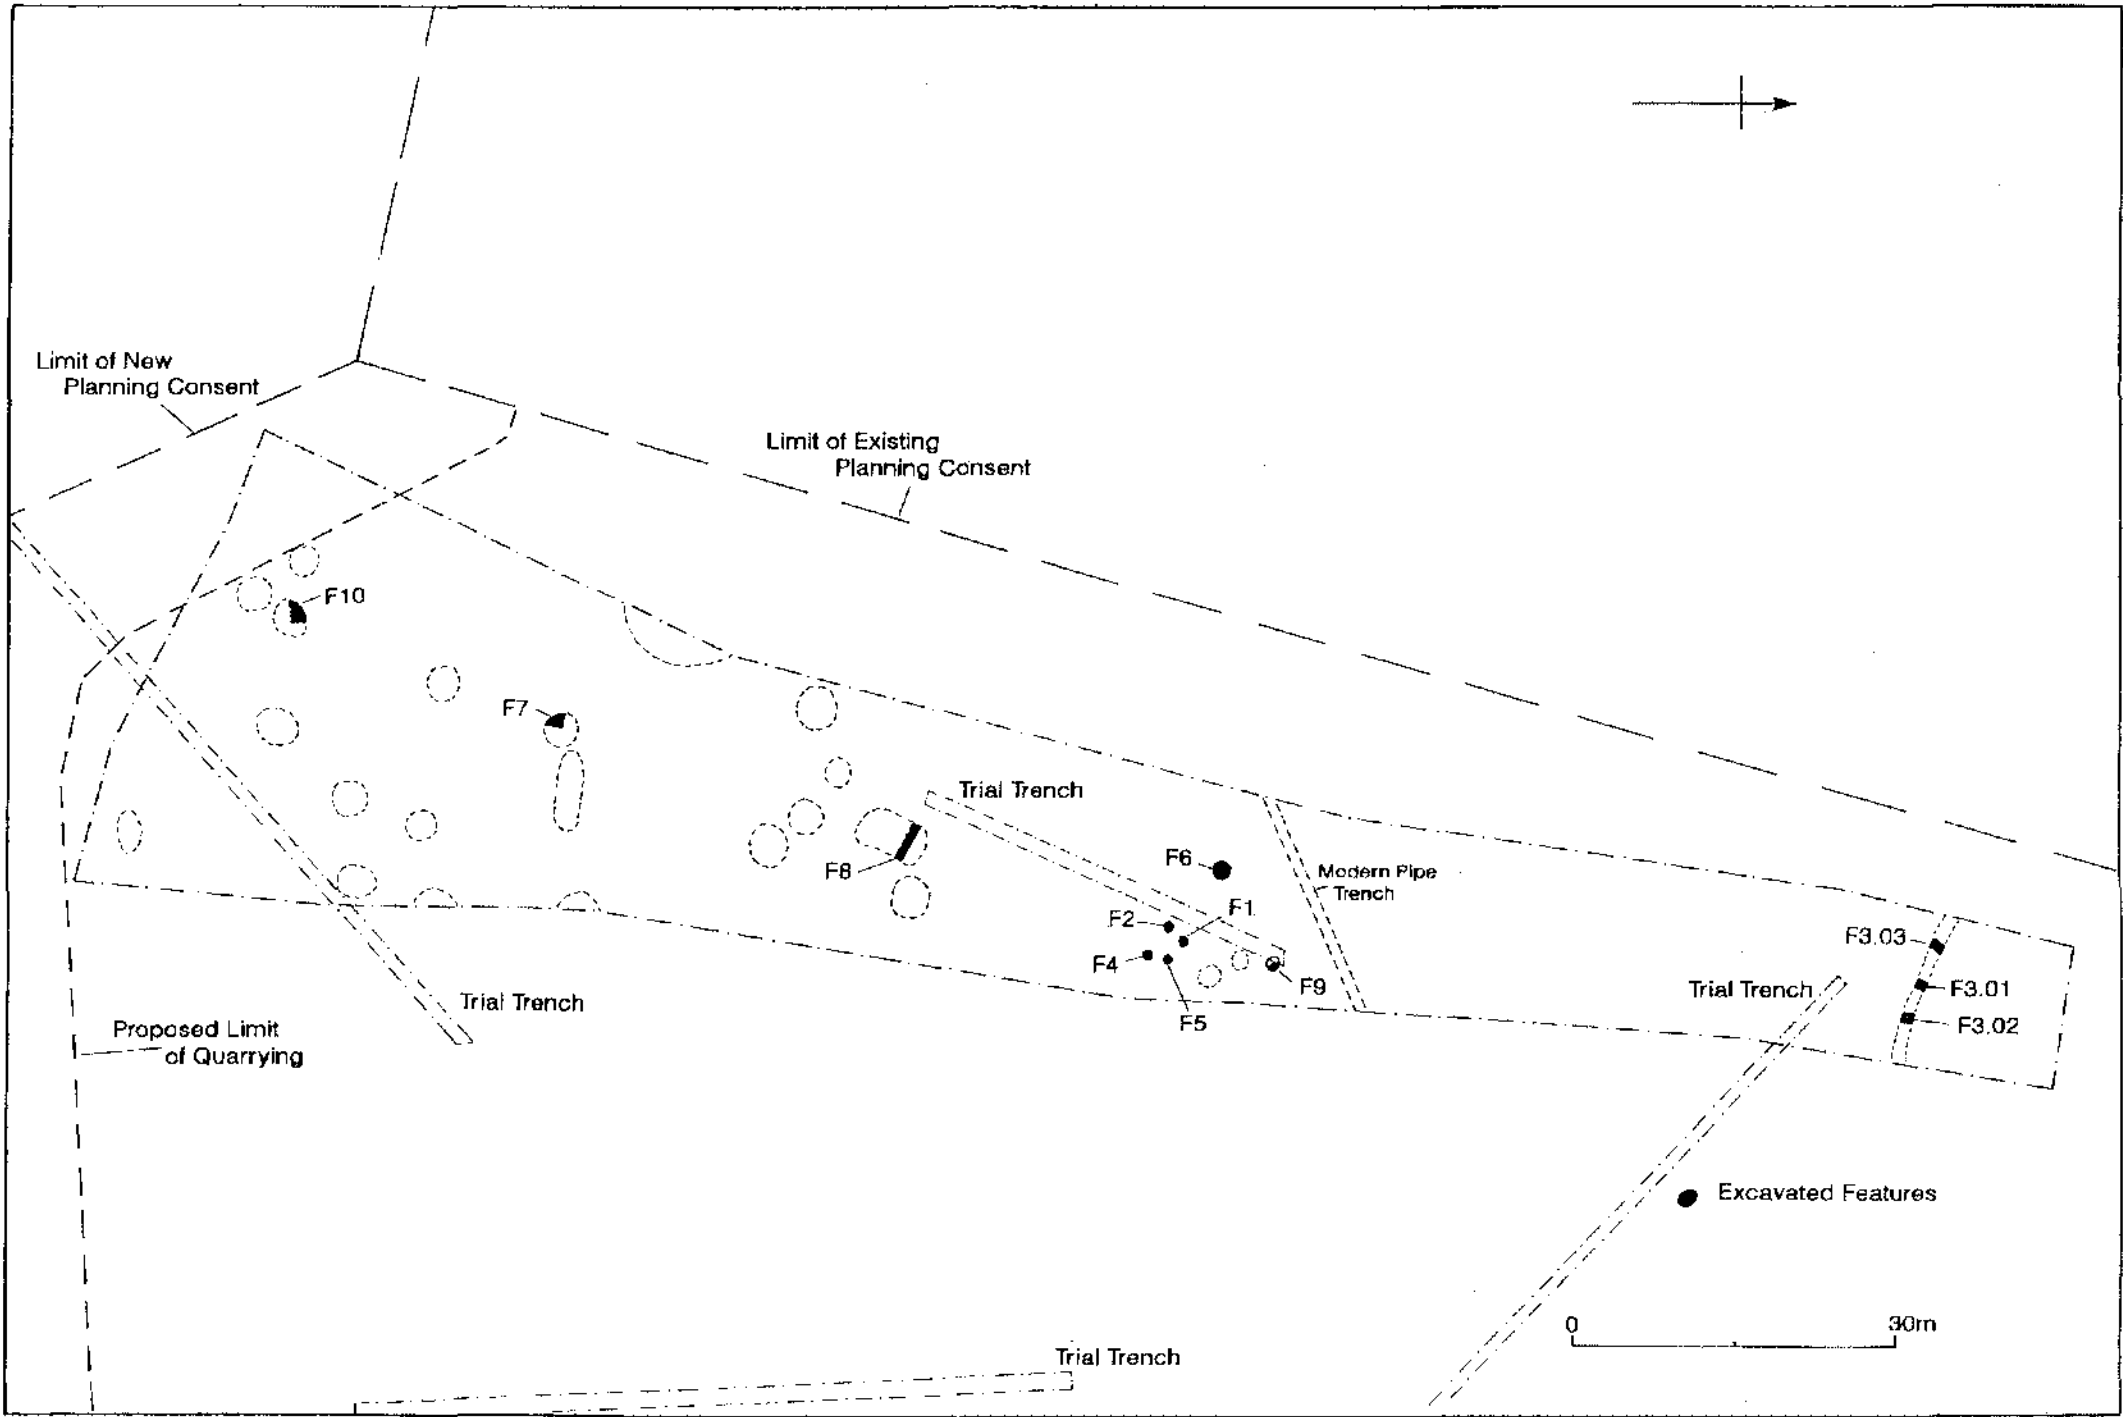 Limit of New
Planning Consent
Limit of Existing
Planning Consent
F10
F7
Trial Trench
F8
F6
Modern Pipe
Trench
F1
F2
F4
F9
F5
F3.03
F3.01
F3.02
Trial Trench
Trial Trench
Proposed Limit
of Quarrying
Excavated Features
0 30m
Trial Trench